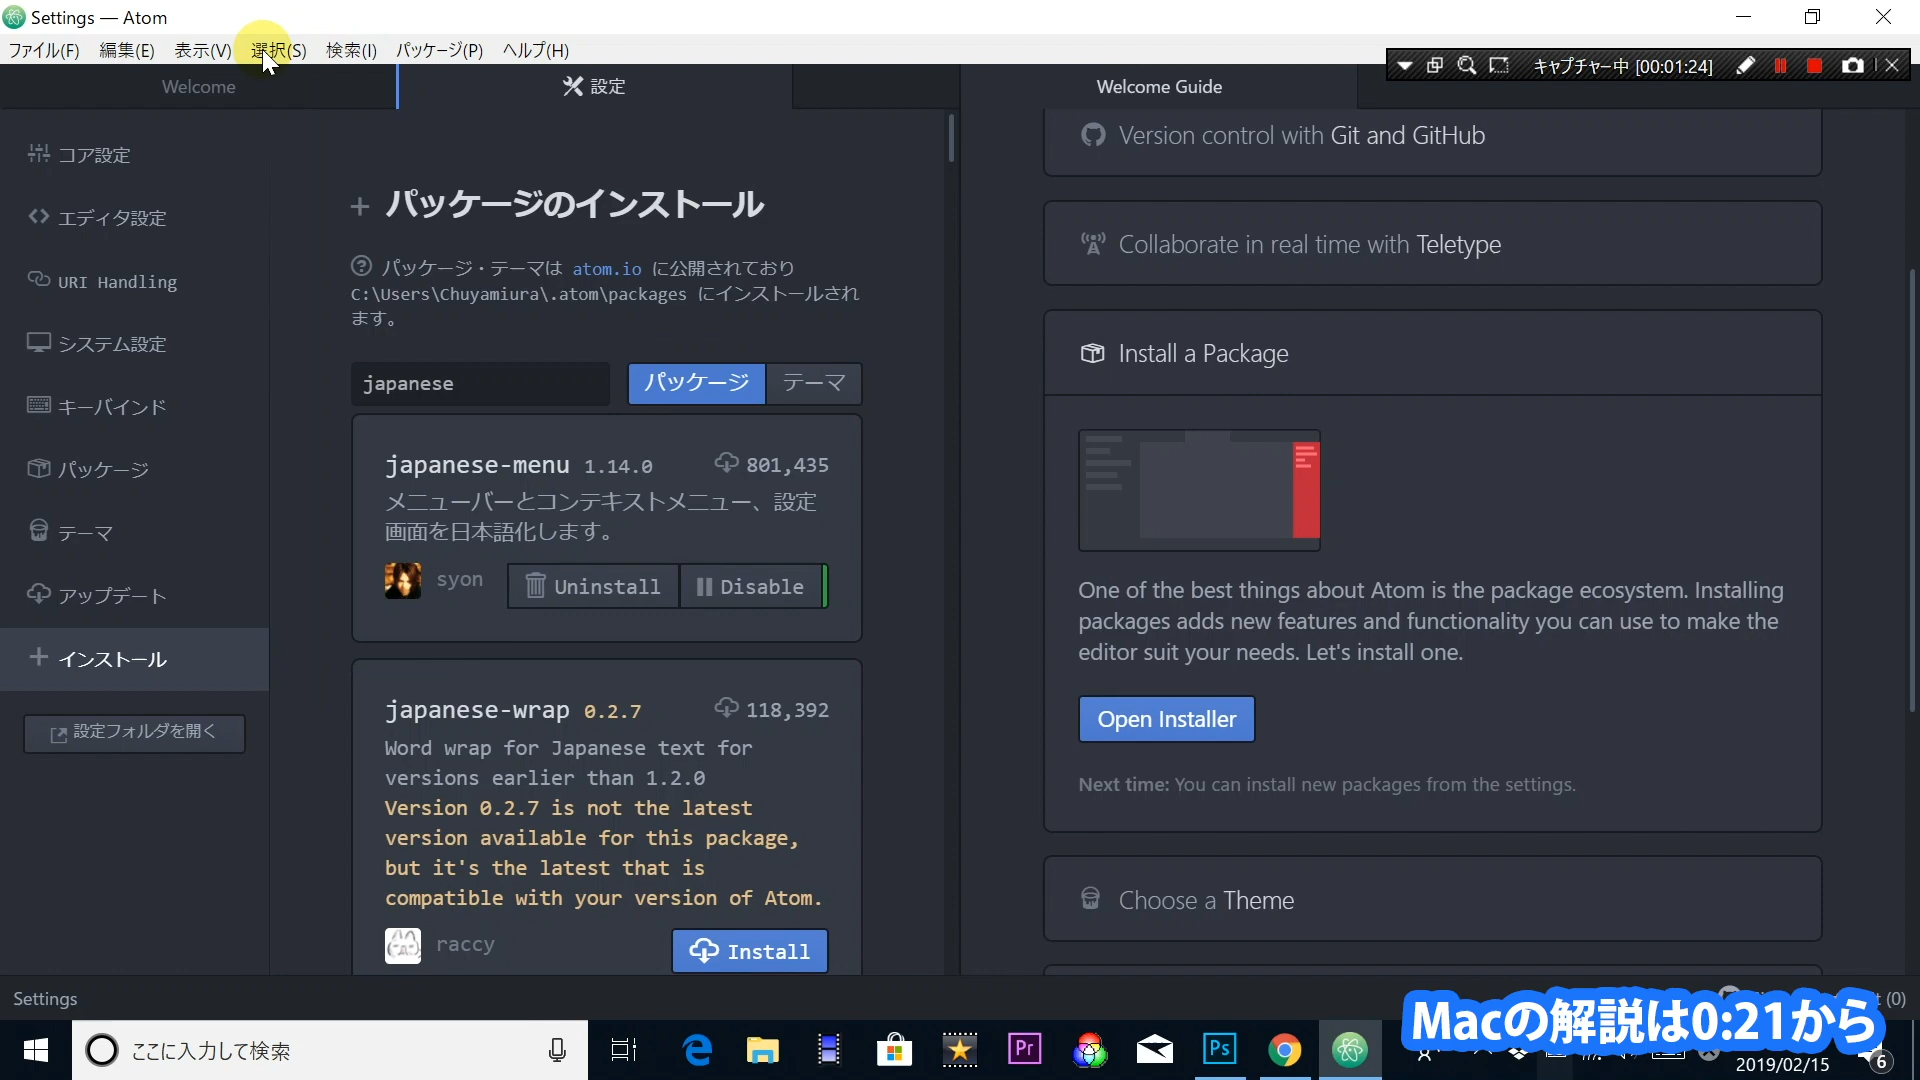 Settings — Atom
ファイル(F) 編集(E) 表示(V) 選択(S) 検索(I) パッケージ(P) ヘルプ(H)
キャプチャー中 [00:01:24]
Welcome
設定
Welcome Guide
コア設定
エディタ設定
URI Handling
システム設定
キーバインド
パッケージ
テーマ
アップデート
インストール
設定フォルダを開く
パッケージのインストール
パッケージ・テーマは atom.io に公開されており
C:\Users\Chuyamiura\.atom\packages にインストールされ
ます。
japanese
パッケージ テーマ
japanese-menu 1.14.0 801,435
メニューバーとコンテキストメニュー、設定
画面を日本語化します。
syon Uninstall Disable
japanese-wrap 0.2.7 118,392
Word wrap for Japanese text for
versions earlier than 1.2.0
Version 0.2.7 is not the latest
version available for this package,
but it's the latest that is
compatible with your version of Atom.
raccy Install
Version control with Git and GitHub
Collaborate in real time with Teletype
Install a Package
One of the best things about Atom is the package ecosystem. Installing
packages adds new features and functionality you can use to make the
editor suit your needs. Let's install one.
Open Installer
Next time: You can install new packages from the settings.
Choose a Theme
Settings
(0)
Macの解説は0:21から
ここに入力して検索
Pr
Ps
2019/02/15
6